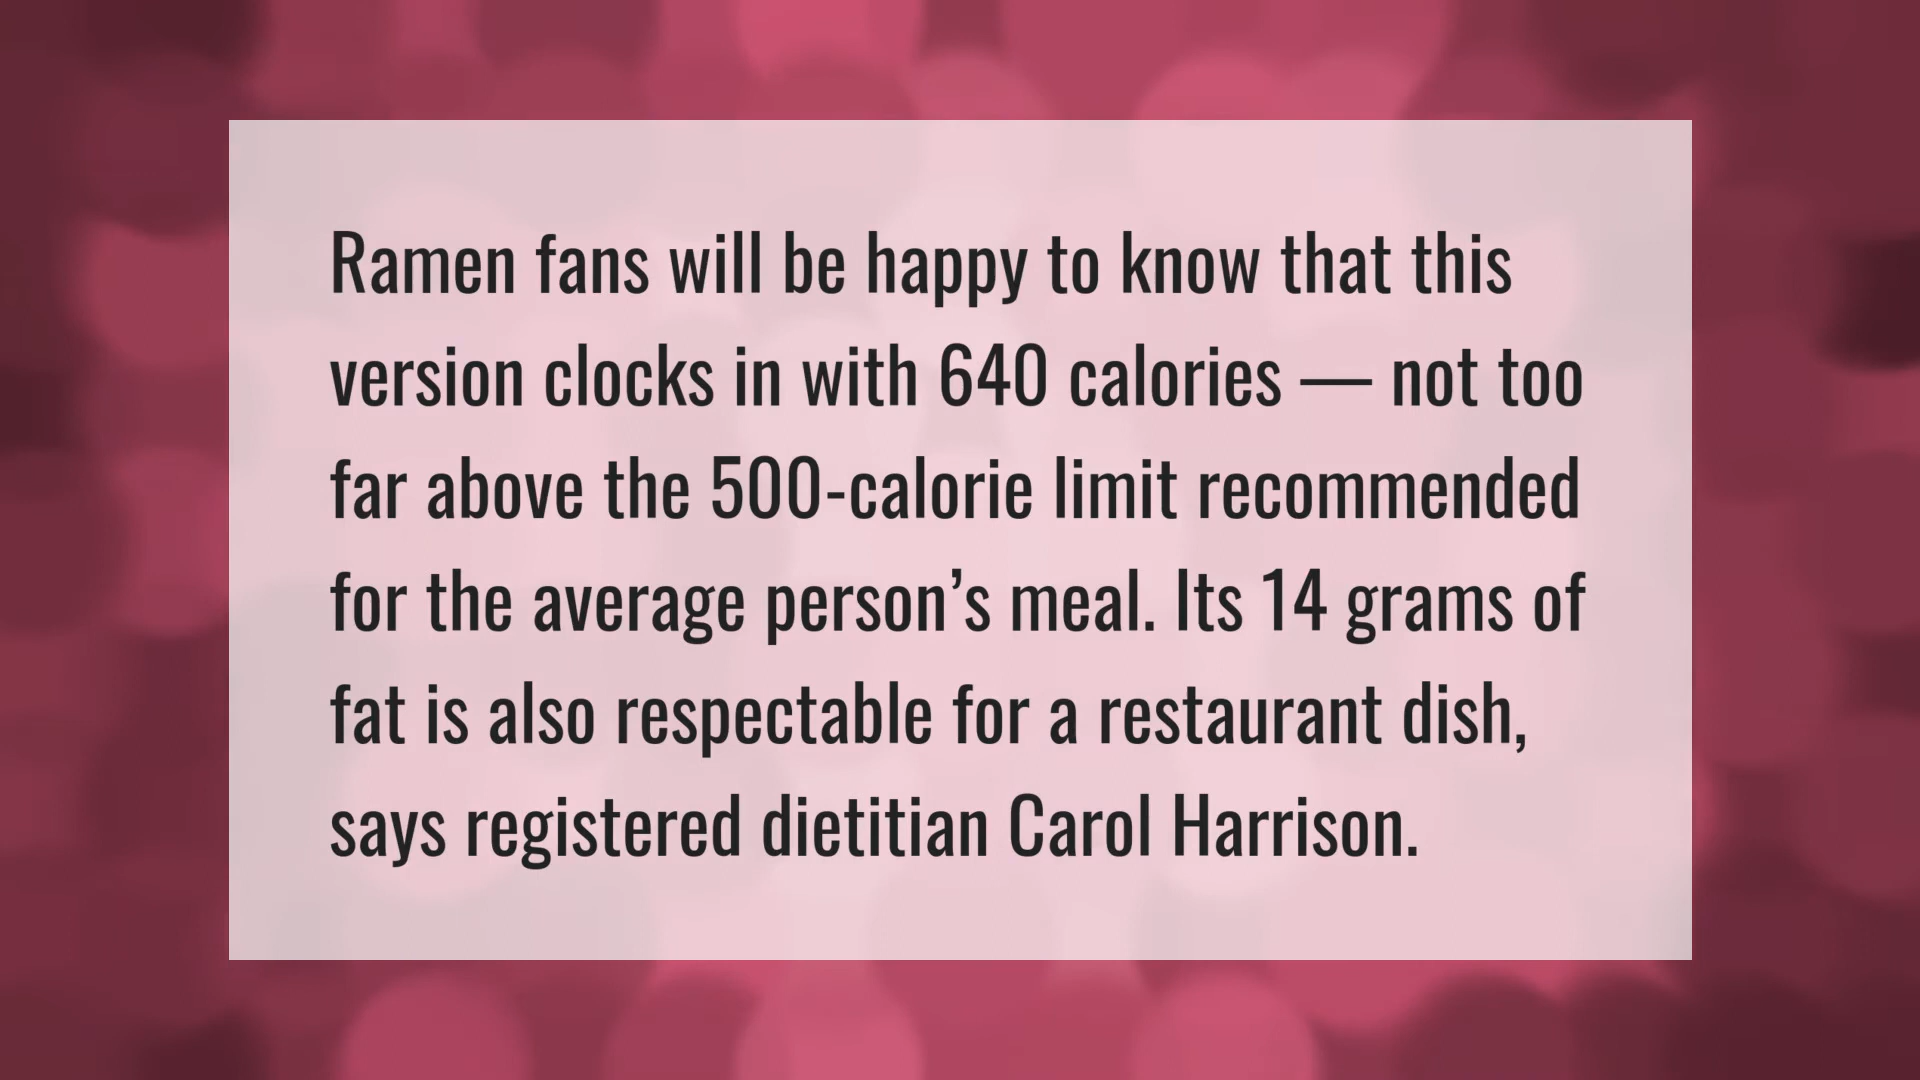 Ramen fans will be happy to know that this
version clocks in with 640 calories — not too
far above the 500-calorie limit recommended
for the average person’s meal. Its 14 grams of
fat is also respectable for a restaurant dish,
says registered dietitian Carol Harrison.